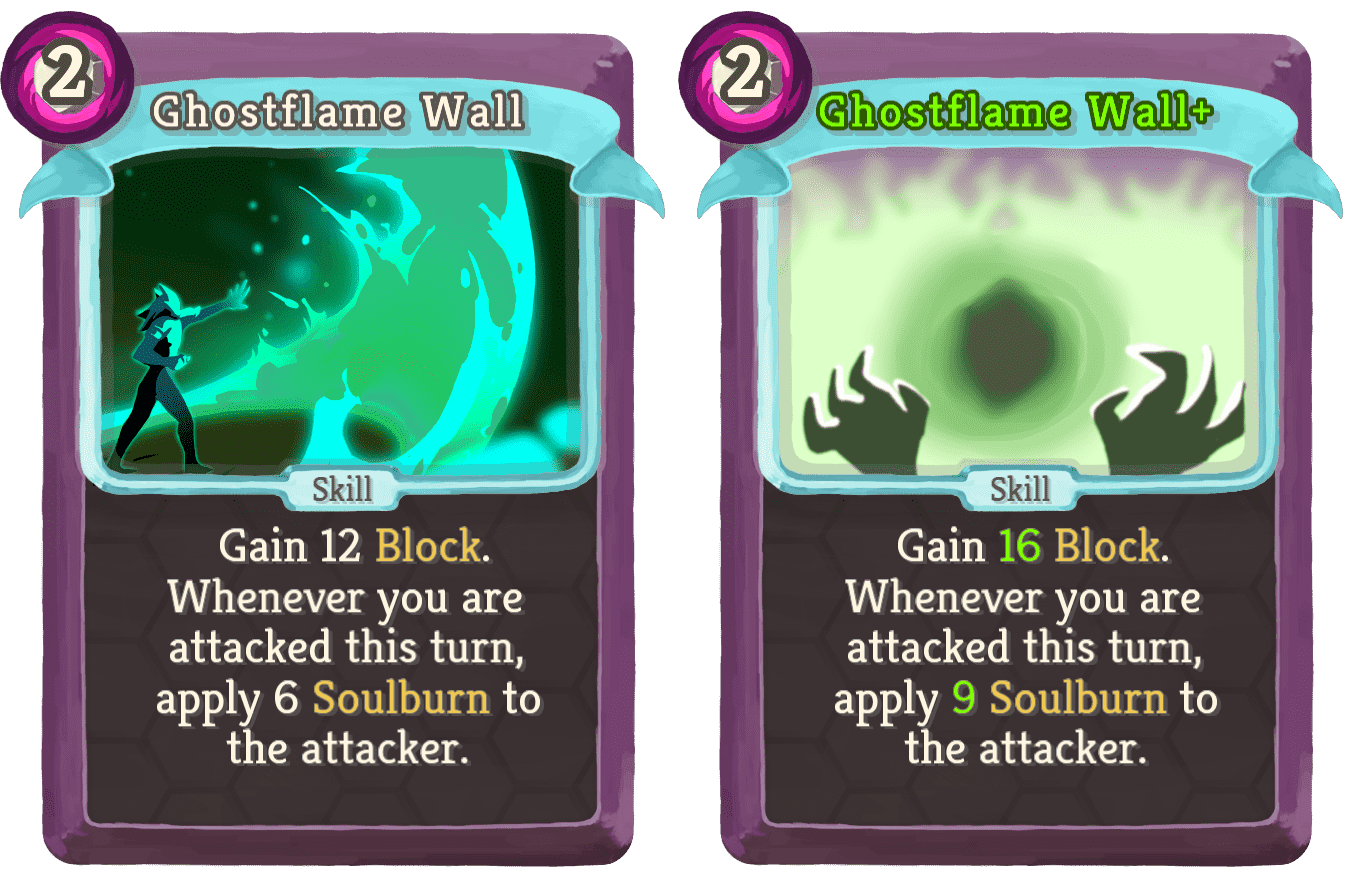 2
Ghostflame Wall
Skill
Gain 12 Block.
Whenever you are
attacked this turn,
apply 6 Soulburn to
the attacker.
2
Ghostflame Wall+
Skill
Gain 16 Block.
Whenever you are
attacked this turn,
apply 9 Soulburn to
the attacker.